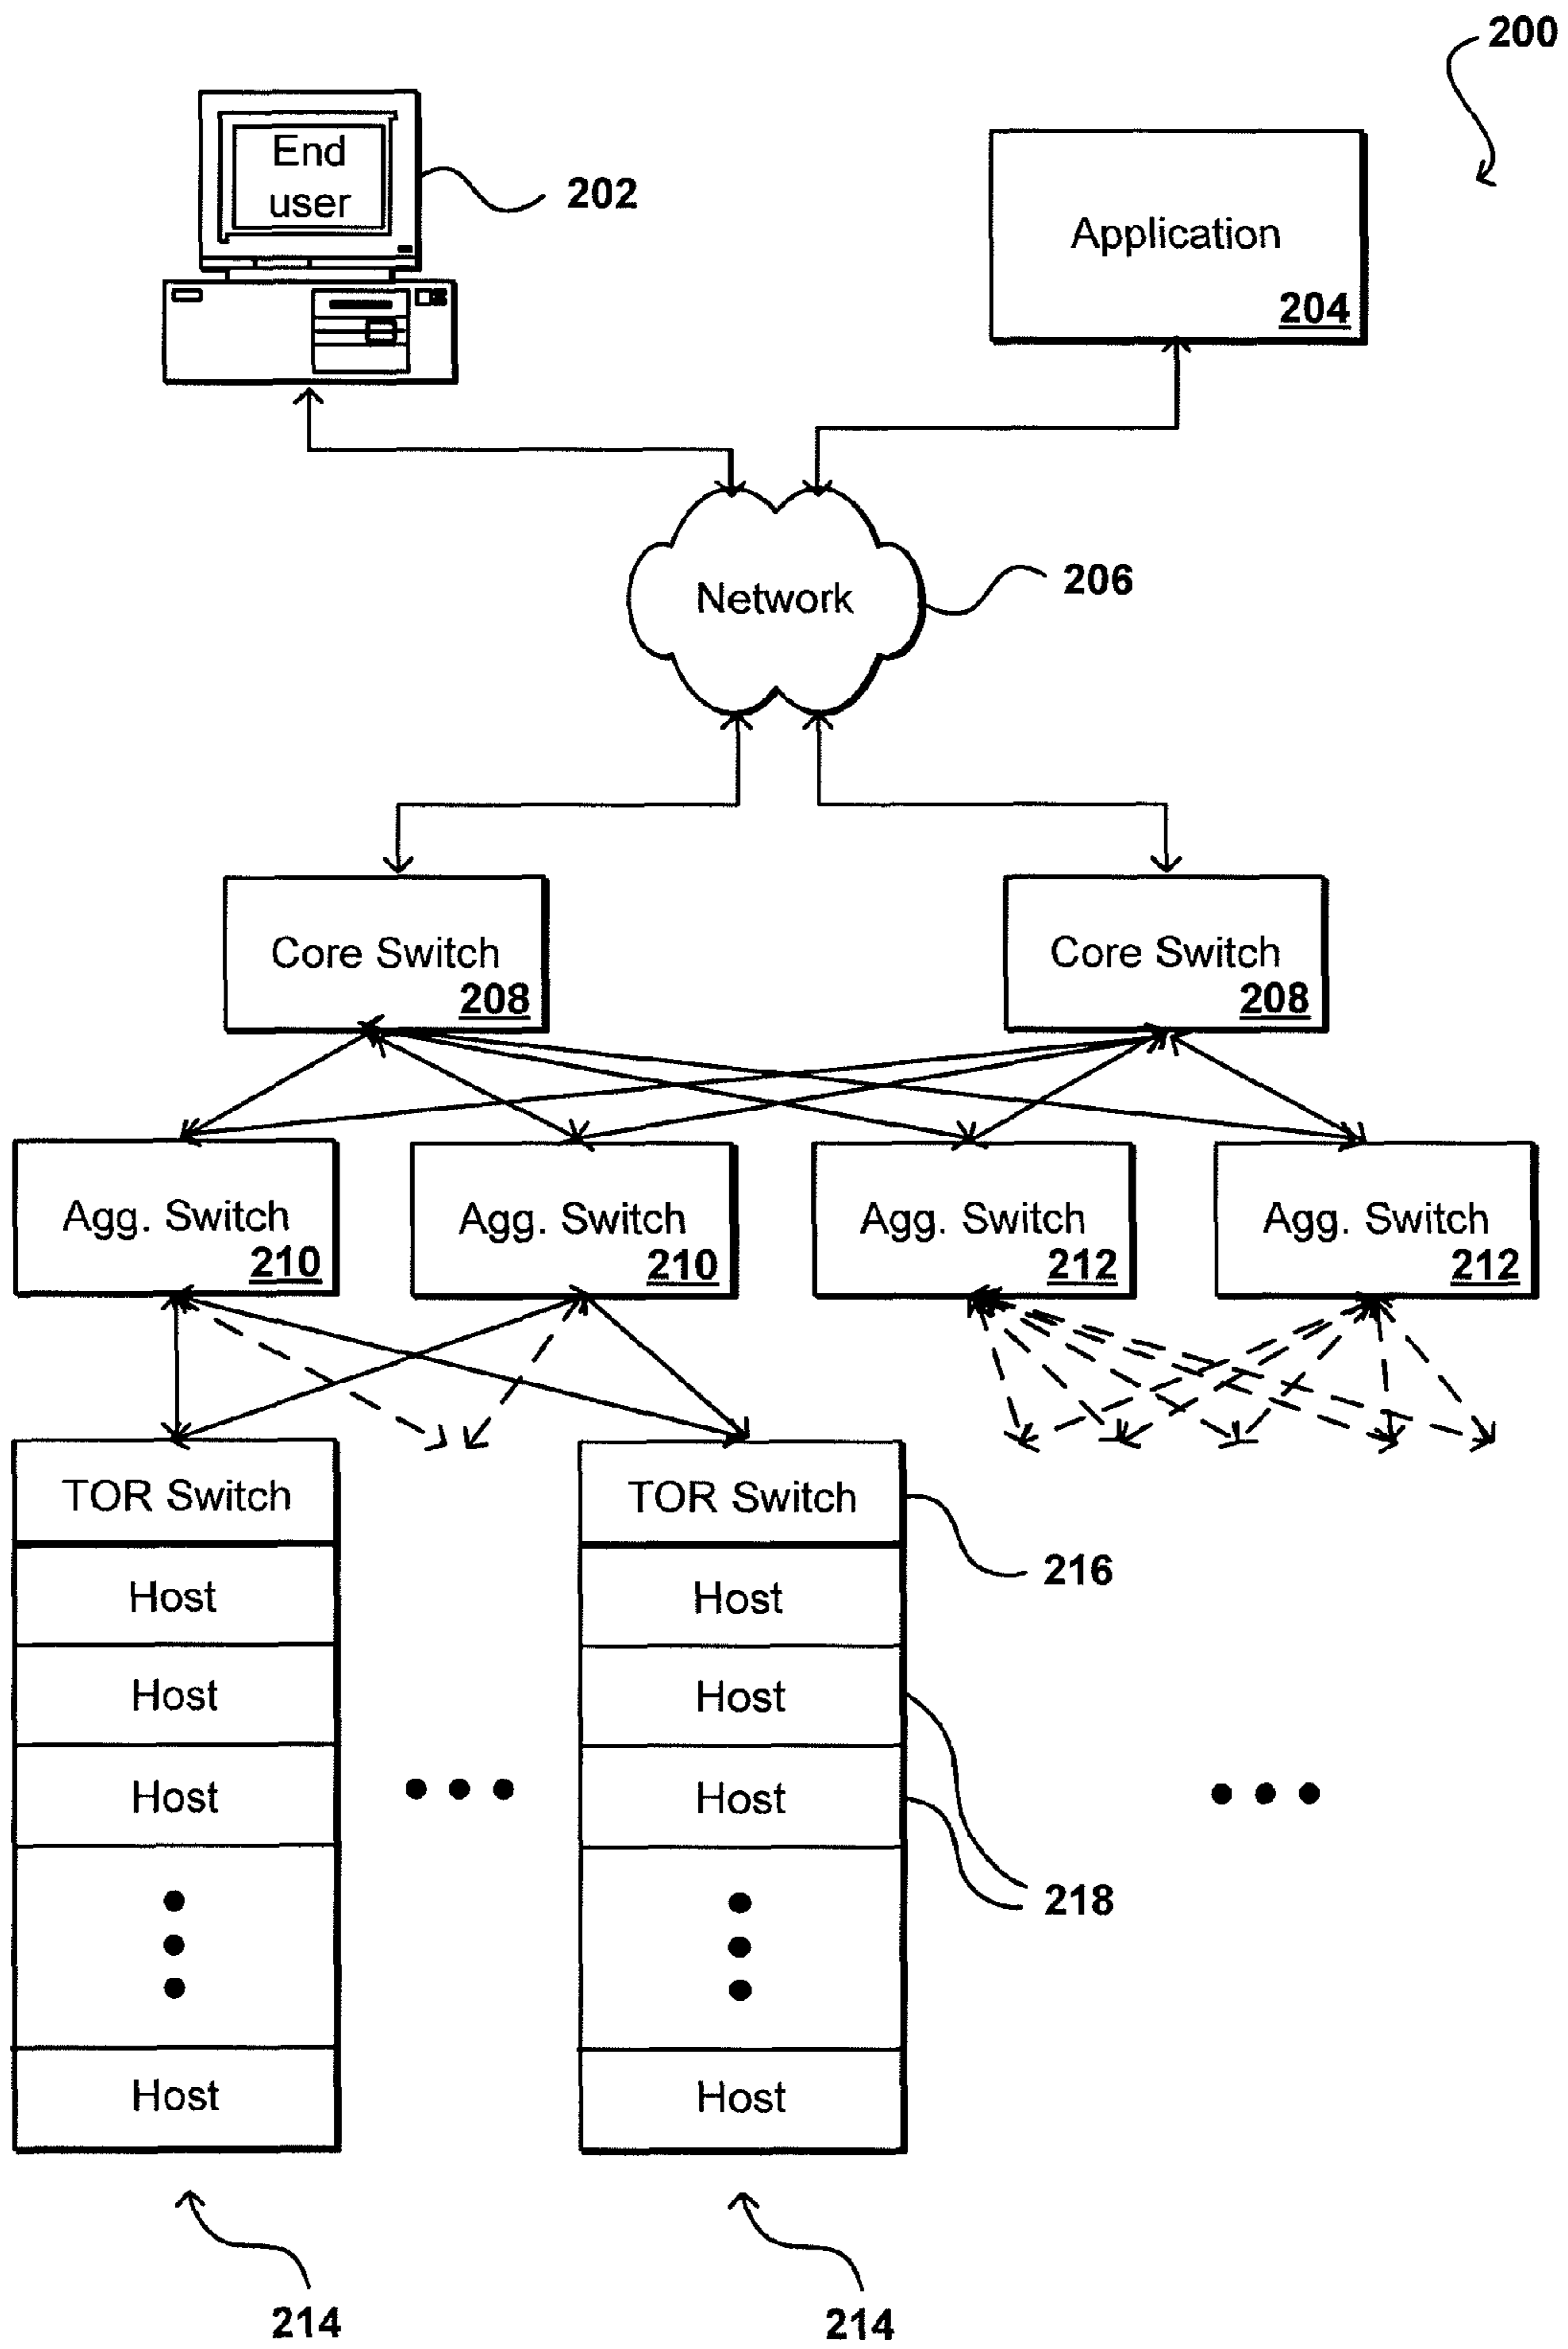 200
End
user
202
Application
204
Network
206
Core Switch
208
Core Switch
208
Agg. Switch
210
Agg. Switch
210
Agg. Switch
212
Agg. Switch
212
TOR Switch
Host
Host
Host
Host
TOR Switch
216
Host
Host
Host
218
Host
214
214